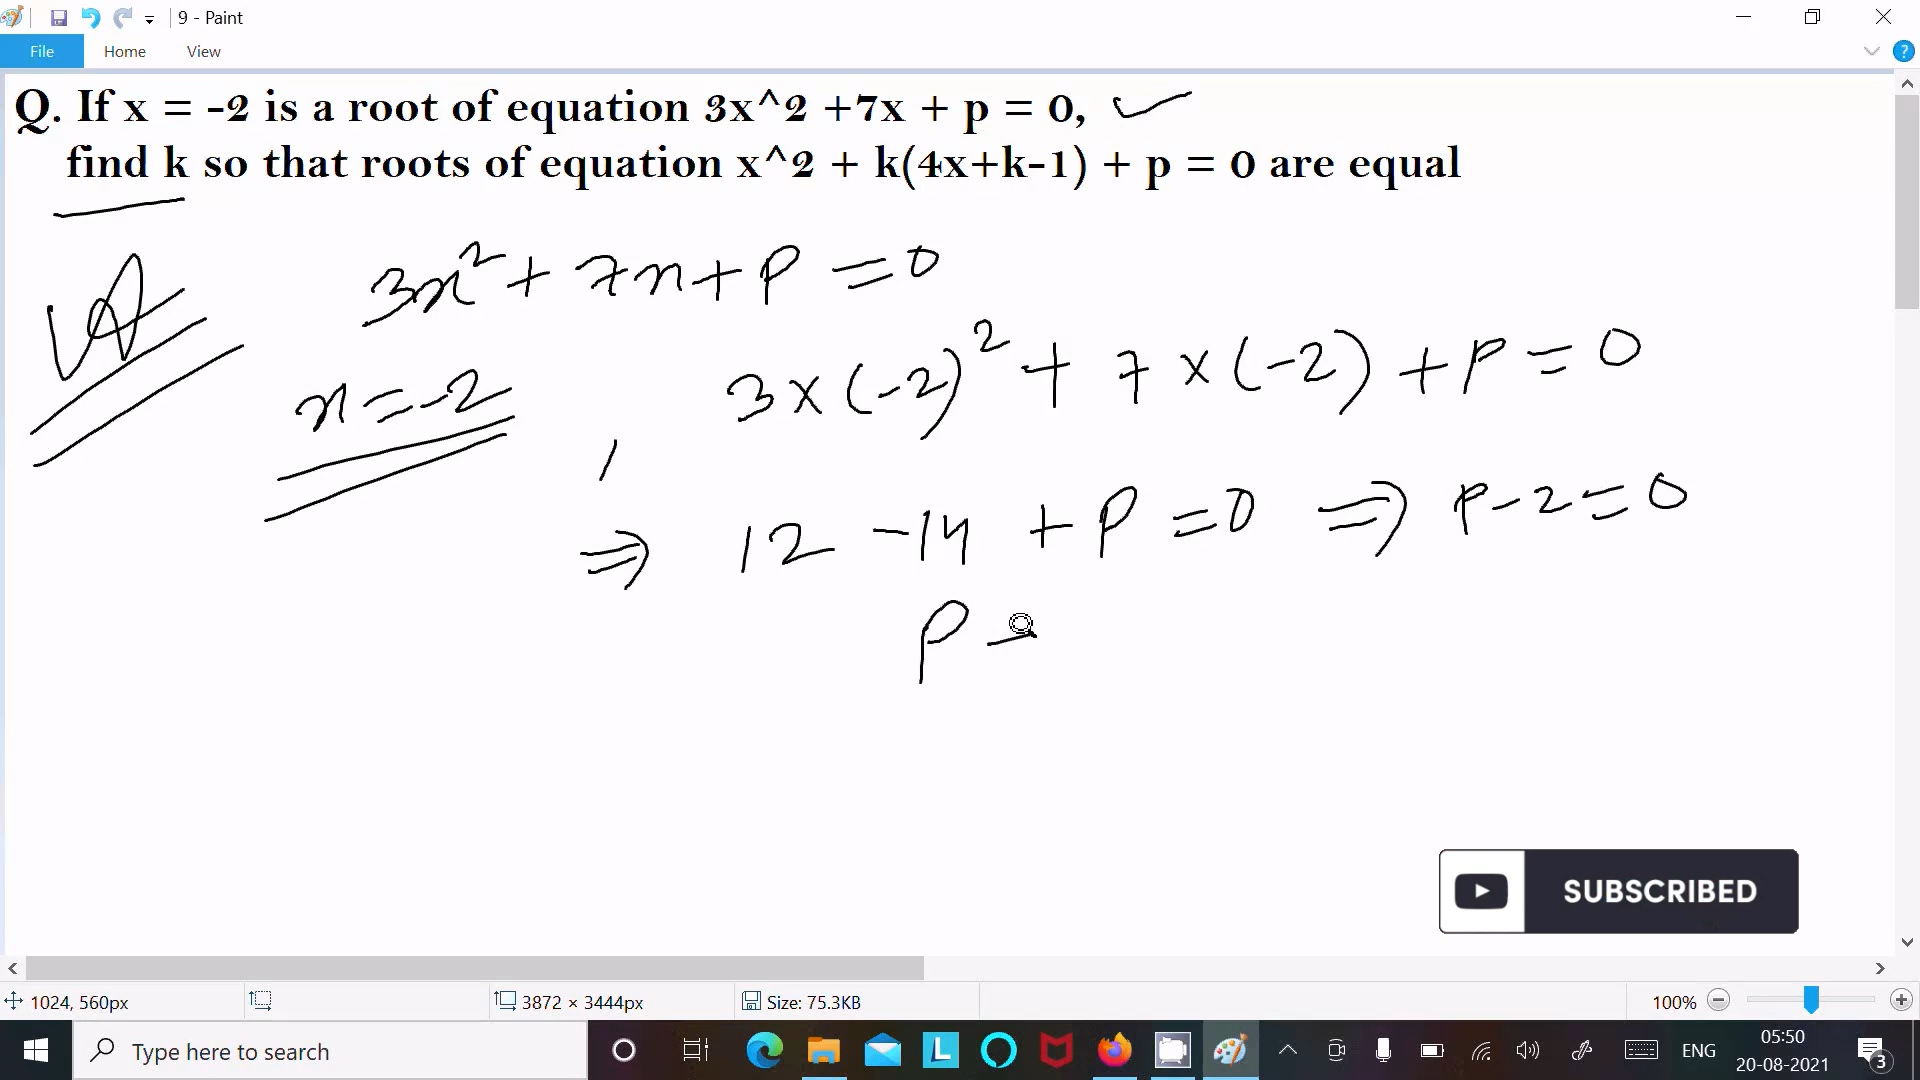 9 - Paint
File Home View
Q. If x = -2 is a root of equation 3x^2 +7x + p = 0,
find k so that roots of equation x^2 + k(4x+k-1) + p = 0 are equal
3x² + 7x + p = 0
x = -2
3 × (-2)² + 7 × (-2) + p = 0
⇒ 12 - 14 + p = 0 ⇒ p - 2 = 0
p -
SUBSCRIBED
1024, 560px 3872 × 3444px Size: 75.3KB 100%
Type here to search
ENG
05:50
20-08-2021
3